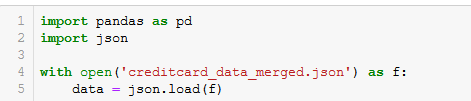 1 import pandas as pd
2 import json
3
4 with open('creditcard_data_merged.json') as f:
5     data = json.load(f)